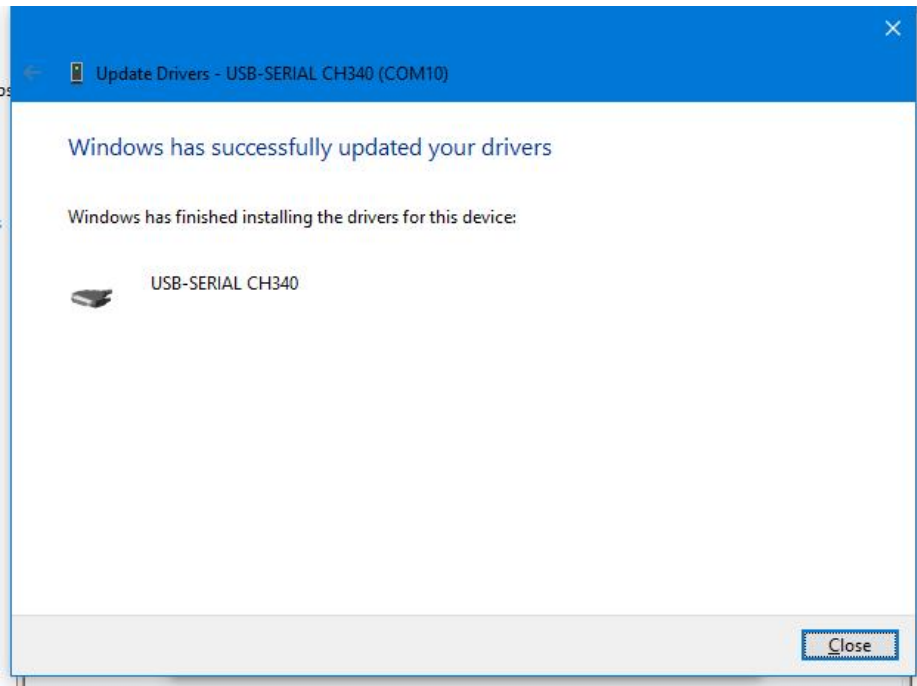 Update Drivers - USB-SERIAL CH340 (COM10)
Windows has successfully updated your drivers
Windows has finished installing the drivers for this device:
USB-SERIAL CH340
Close